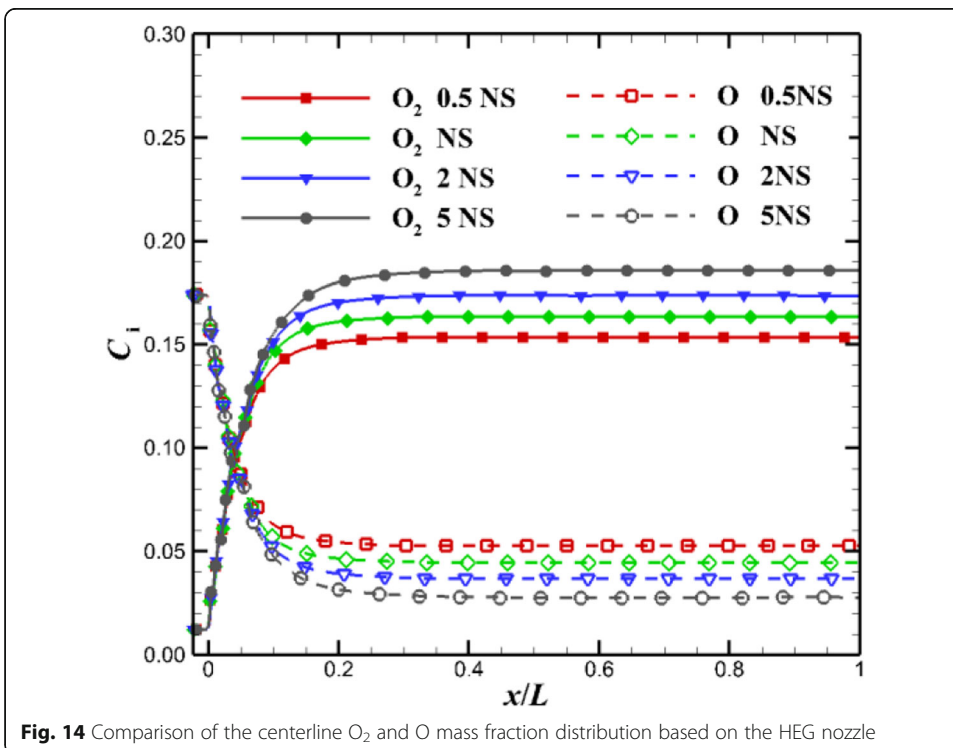 0.30
0.25
0.20
0.15
0.10
0.05
0.00
C_i
O₂ 0.5 NS
O₂ NS
O₂ 2 NS
O₂ 5 NS
O 0.5NS
O NS
O 2NS
O 5NS
0 0.2 0.4 0.6 0.8 1
x/L
Fig. 14 Comparison of the centerline O₂ and O mass fraction distribution based on the HEG nozzle